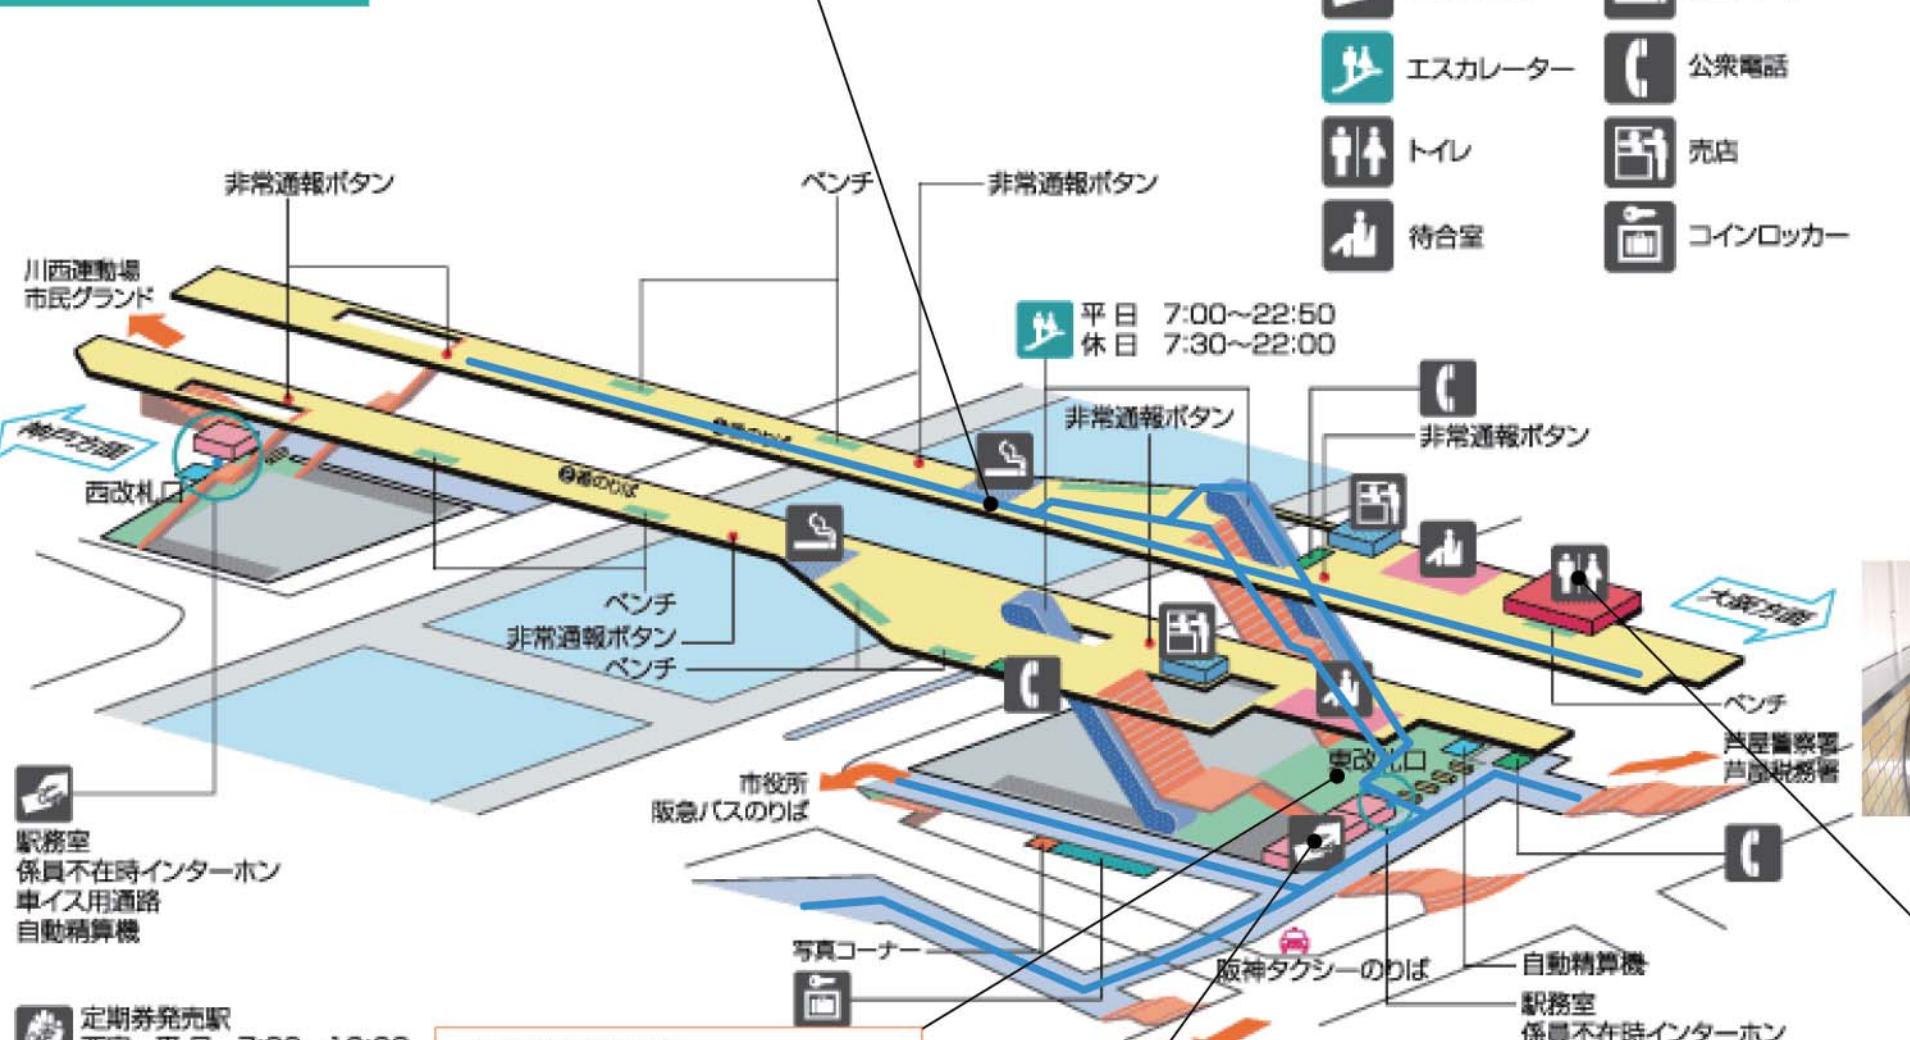 エスカレーター
公衆電話
トイレ
売店
待合室
コインロッカー
非常通報ボタン
ベンチ
非常通報ボタン
川西運動場
市民グランド
平日 7:00〜22:50
休日 7:30〜22:00
非常通報ボタン
非常通報ボタン
神戸方面
西改札口
❷番のりば
大阪方面
ベンチ
非常通報ボタン
ベンチ
ベンチ
東改札口
芦屋警察署
芦屋税務署
市役所
阪急バスのりば
駅務室
係員不在時インターホン
車イス用通路
自動精算機
写真コーナー
阪神タクシーのりば
自動精算機
駅務室
係員不在時インターホン
定期券発売駅